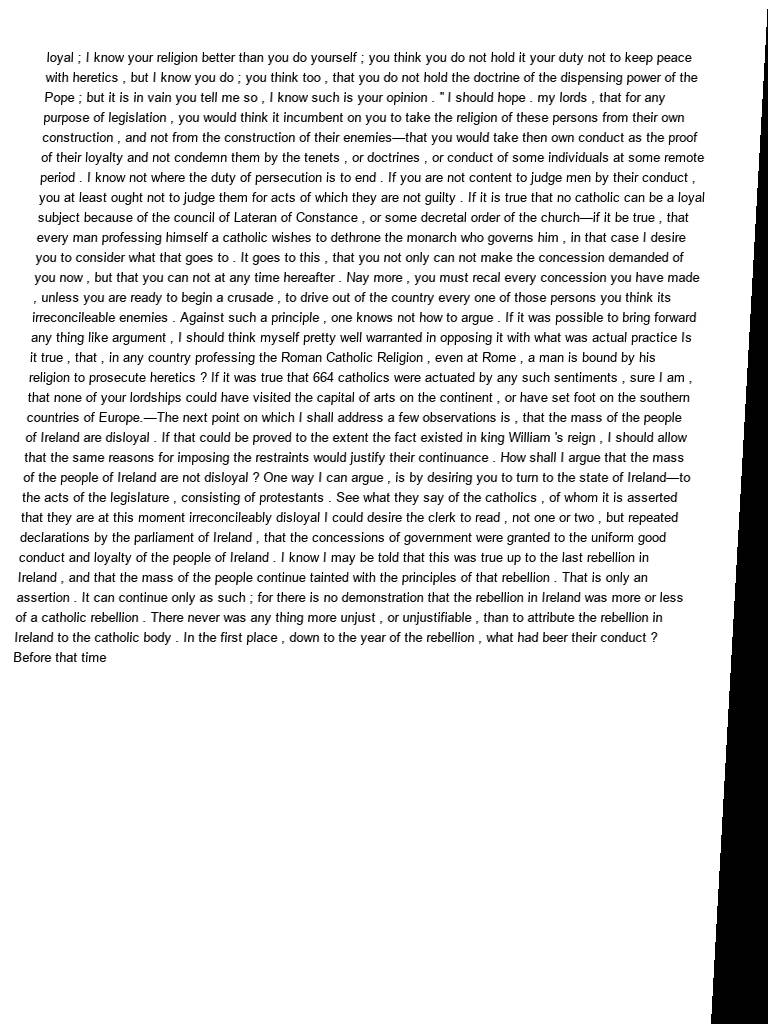 loyal ; I know your religion better than you do yourself ; you think you do not hold it your duty not to keep peace
with heretics , but I know you do ; you think too , that you do not hold the doctrine of the dispensing power of the
Pope ; but it is in vain you tell me so , I know such is your opinion . " I should hope . my lords , that for any
purpose of legislation , you would think it incumbent on you to take the religion of these persons from their own
construction , and not from the construction of their enemies—that you would take then own conduct as the proof
of their loyalty and not condemn them by the tenets , or doctrines , or conduct of some individuals at some remote
period . I know not where the duty of persecution is to end . If you are not content to judge men by their conduct ,
you at least ought not to judge them for acts of which they are not guilty . If it is true that no catholic can be a loyal
subject because of the council of Lateran of Constance , or some decretal order of the church—if it be true , that
every man professing himself a catholic wishes to dethrone the monarch who governs him , in that case I desire
you to consider what that goes to . It goes to this , that you not only can not make the concession demanded of
you now , but that you can not at any time hereafter . Nay more , you must recal every concession you have made
, unless you are ready to begin a crusade , to drive out of the country every one of those persons you think its
irreconcileable enemies . Against such a principle , one knows not how to argue . If it was possible to bring forward
any thing like argument , I should think myself pretty well warranted in opposing it with what was actual practice Is
it true , that , in any country professing the Roman Catholic Religion , even at Rome , a man is bound by his
religion to prosecute heretics ? If it was true that 664 catholics were actuated by any such sentiments , sure I am ,
that none of your lordships could have visited the capital of arts on the continent , or have set foot on the southern
countries of Europe.—The next point on which I shall address a few observations is , that the mass of the people
of Ireland are disloyal . If that could be proved to the extent the fact existed in king William 's reign , I should allow
that the same reasons for imposing the restraints would justify their continuance . How shall I argue that the mass
of the people of Ireland are not disloyal ? One way I can argue , is by desiring you to turn to the state of Ireland—to
the acts of the legislature , consisting of protestants . See what they say of the catholics , of whom it is asserted
that they are at this moment irreconcileably disloyal I could desire the clerk to read , not one or two , but repeated
declarations by the parliament of Ireland , that the concessions of government were granted to the uniform good
conduct and loyalty of the people of Ireland . I know I may be told that this was true up to the last rebellion in
Ireland , and that the mass of the people continue tainted with the principles of that rebellion . That is only an
assertion . It can continue only as such ; for there is no demonstration that the rebellion in Ireland was more or less
of a catholic rebellion . There never was any thing more unjust , or unjustifiable , than to attribute the rebellion in
Ireland to the catholic body . In the first place , down to the year of the rebellion , what had beer their conduct ?
Before that time